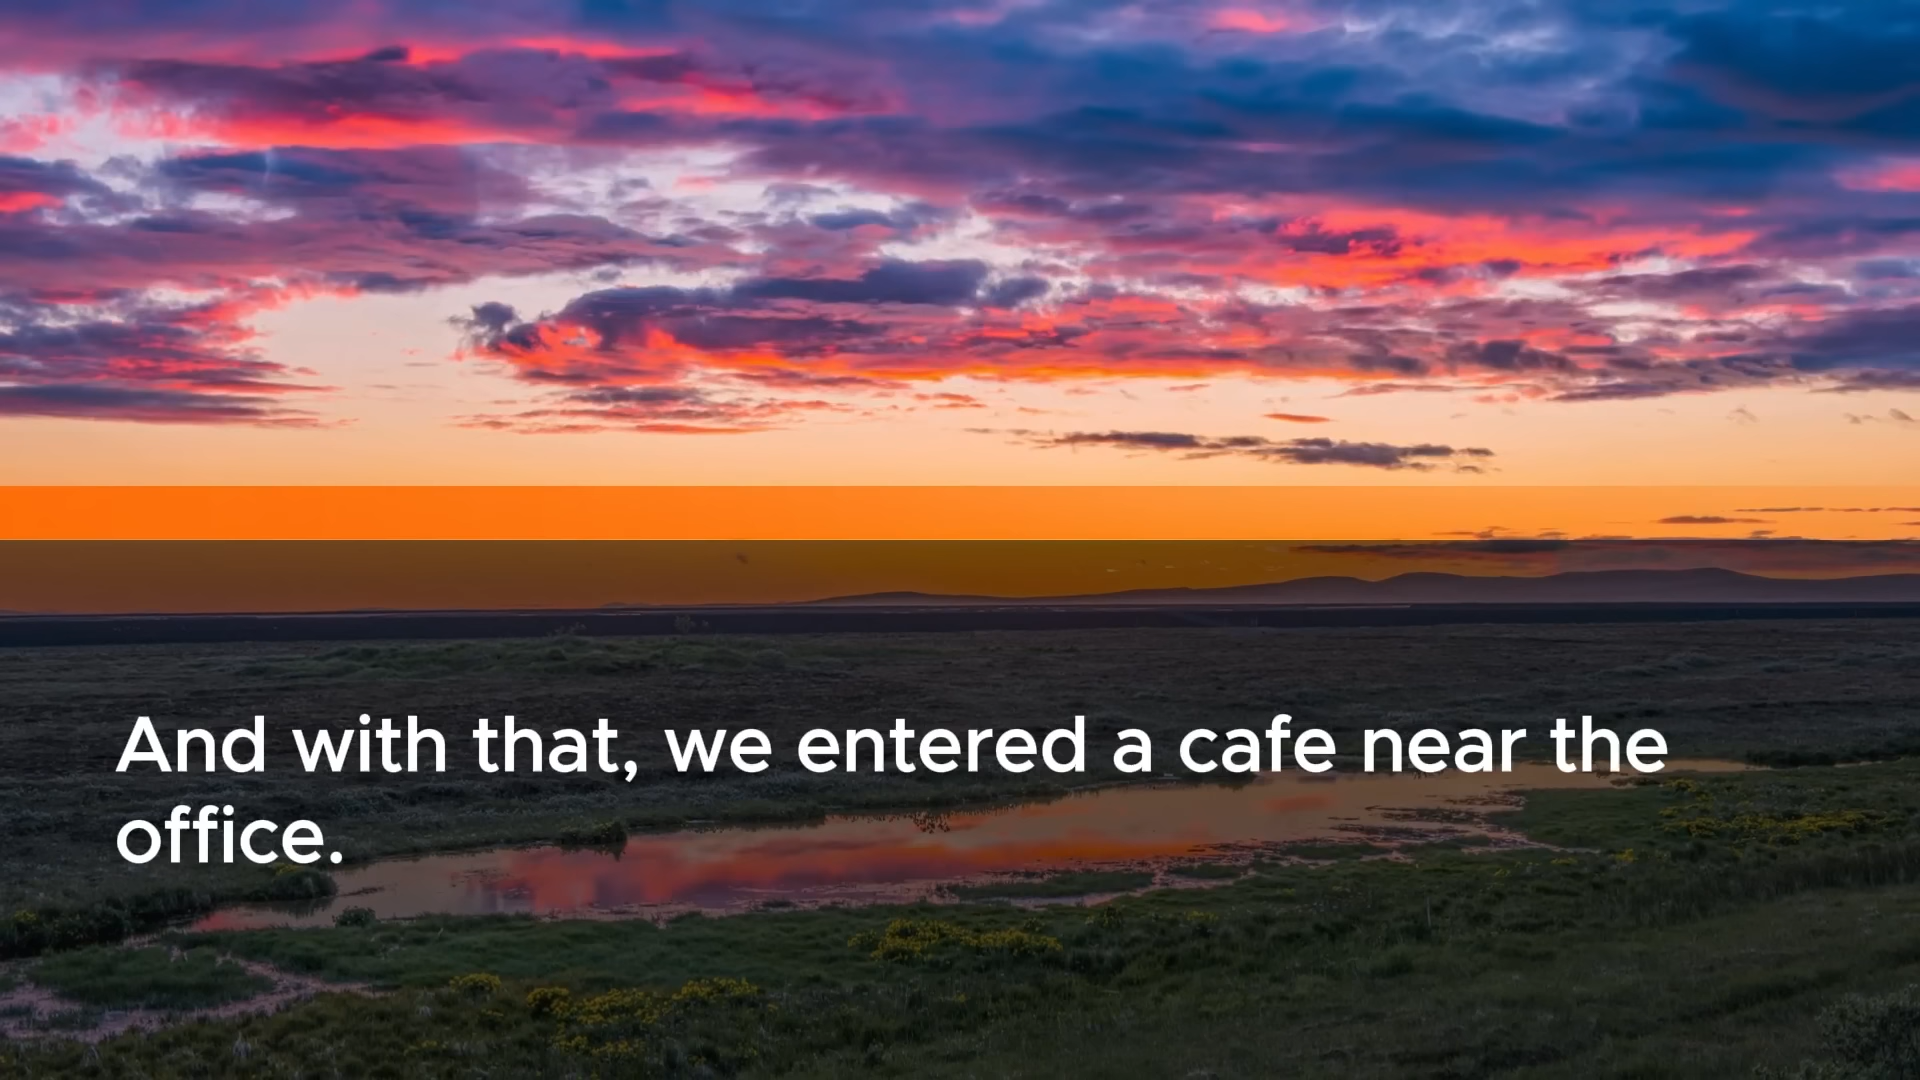 And with that, we entered a cafe near the
office.